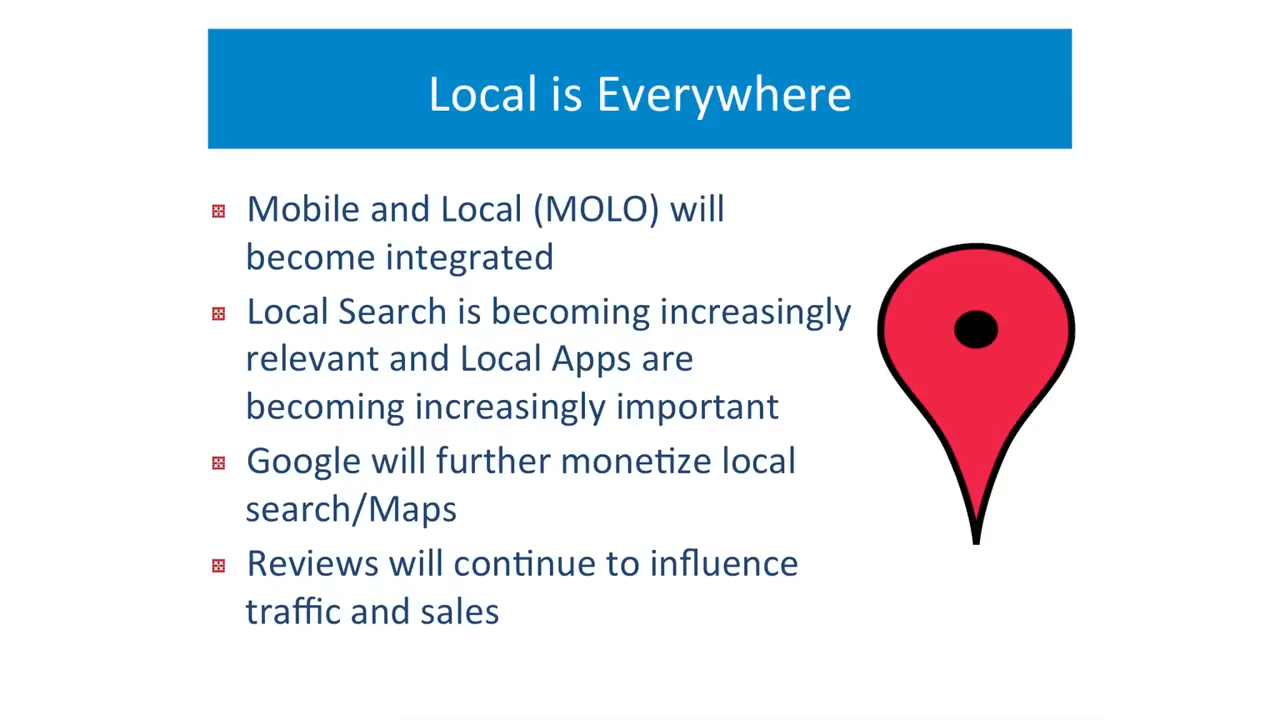 Local is Everywhere
Mobile and Local (MOLO) will
become integrated
Local Search is becoming increasingly
relevant and Local Apps are
becoming increasingly important
Google will further monetize local
search/Maps
Reviews will continue to influence
traffic and sales